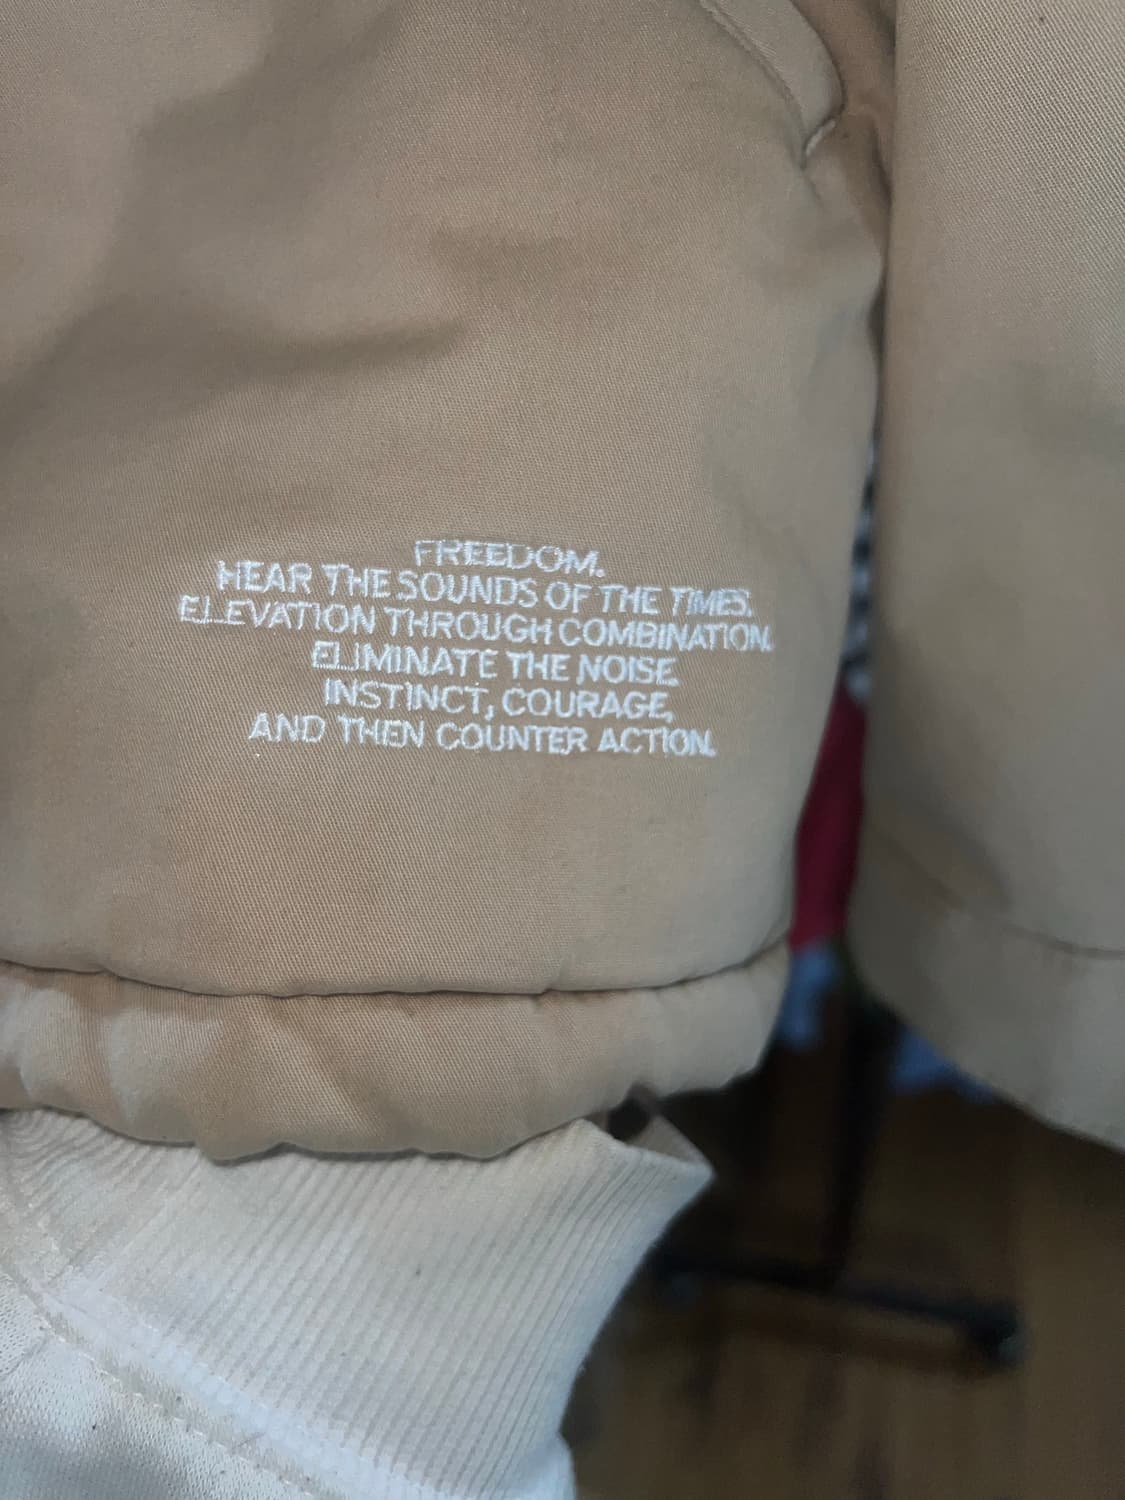 FREEDOM.
HEAR THE SOUNDS OF THE TIMES.
ELEVATION THROUGH COMBINATION.
ELIMINATE THE NOISE.
INSTINCT, COURAGE,
AND THEN COUNTER ACTION.